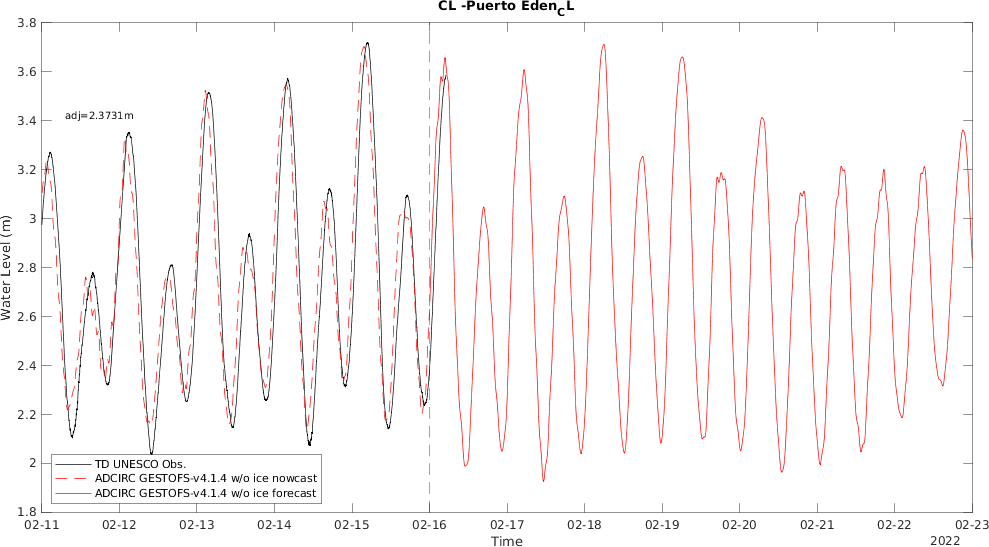 CL -Puerto Eden_CL
3.8
3.6
3.4
3.2
3
2.8
2.6
2.4
2.2
2
1.8
Water Level (m)
adj=2.3731m
TD UNESCO Obs.
ADCIRC GESTOFS-v4.1.4 w/o ice nowcast
ADCIRC GESTOFS-v4.1.4 w/o ice forecast
02-11 02-12 02-13 02-14 02-15 02-16 02-17 02-18 02-19 02-20 02-21 02-22 02-23
Time
2022